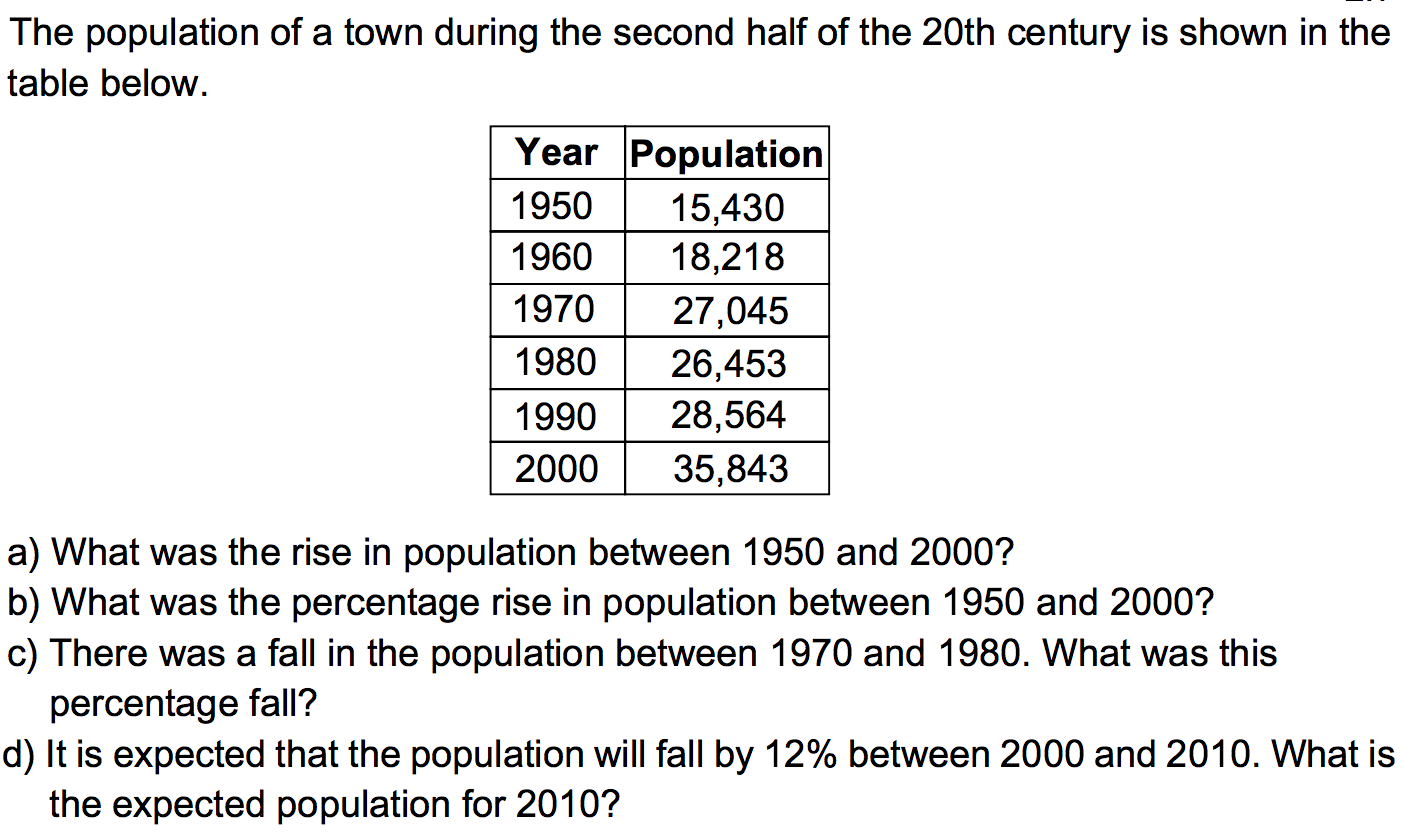 The population of a town during the second half of the 20th century is shown in the
table below.
Year Population
1950 15,430
1960 18,218
1970 27,045
1980 26,453
1990 28,564
2000 35,843
a) What was the rise in population between 1950 and 2000?
b) What was the percentage rise in population between 1950 and 2000?
c) There was a fall in the population between 1970 and 1980. What was this
percentage fall?
d) It is expected that the population will fall by 12% between 2000 and 2010. What is
the expected population for 2010?